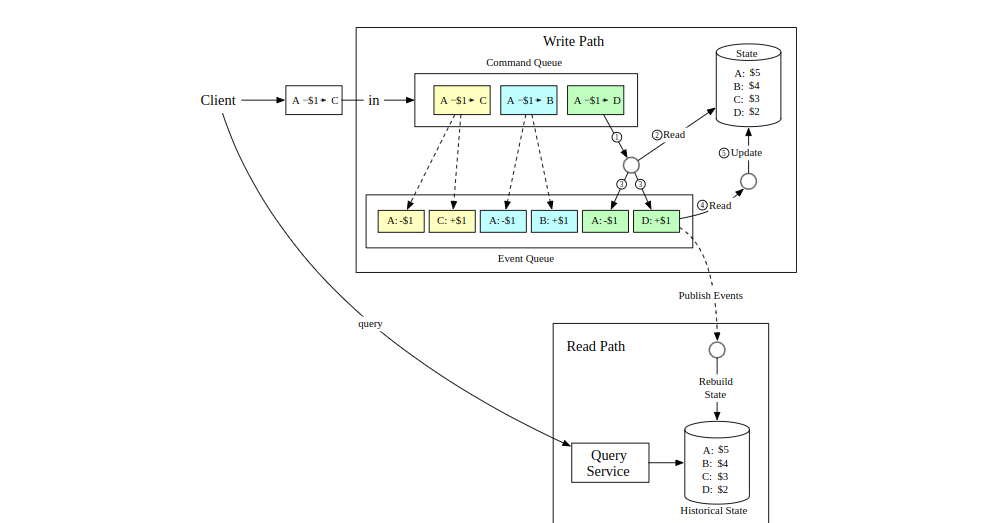 Write Path
Command Queue
State
A: $5
B: $4
C: $3
D: $2
Client
A −$1→ C
in
A −$1→ C
A −$1→ B
A −$1→ D
1
2 Read
5 Update
3
3
4 Read
A: -$1
C: +$1
A: -$1
B: +$1
A: -$1
D: +$1
Event Queue
Publish Events
query
Read Path
Rebuild
State
Query
Service
A: $5
B: $4
C: $3
D: $2
Historical State